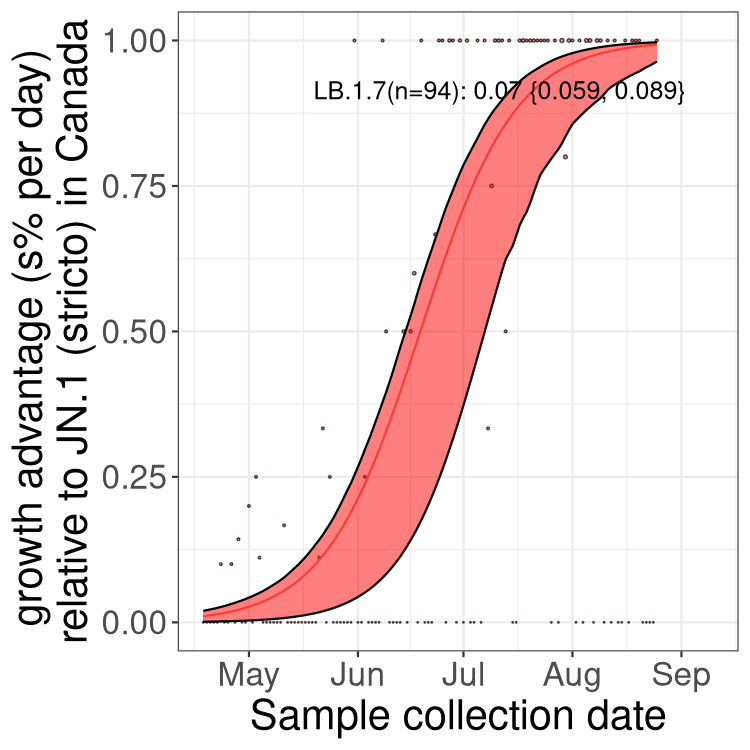 growth advantage (s% per day)
relative to JN.1 (stricto) in Canada
1.00
0.75
0.50
0.25
0.00
LB.1.7(n=94): 0.07 {0.059, 0.089}
May Jun Jul Aug Sep
Sample collection date